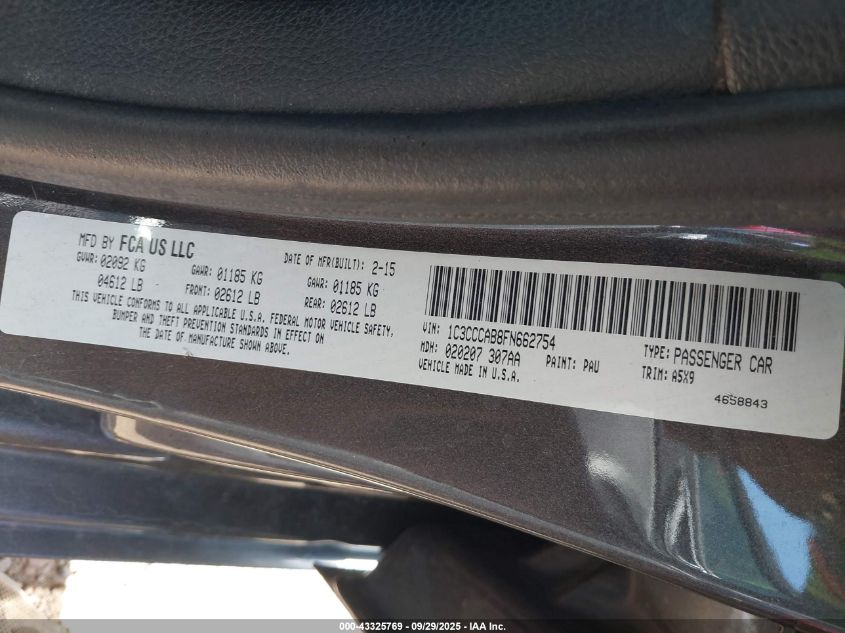 MFD BY FCA US LLC
DATE OF MFR(BUILT): 2-15
GVWR: 02092 KG
04612 LB
GAWR: 01185 KG
FRONT: 02612 LB
GAWR: 01185 KG
REAR: 02612 LB
THIS VEHICLE CONFORMS TO ALL APPLICABLE U.S.A. FEDERAL MOTOR VEHICLE SAFETY,
BUMPER AND THEFT PREVENTION STANDARDS IN EFFECT ON
THE DATE OF MANUFACTURE SHOWN ABOVE.
VIN: 1C3CCCAB8FN662754
TYPE: PASSENGER CAR
MDH: 020207 307AA
PAINT: PAU
TRIM: A5X9
VEHICLE MADE IN U.S.A.
4658843
000-43325769 - 09/29/2025 - IAA Inc.